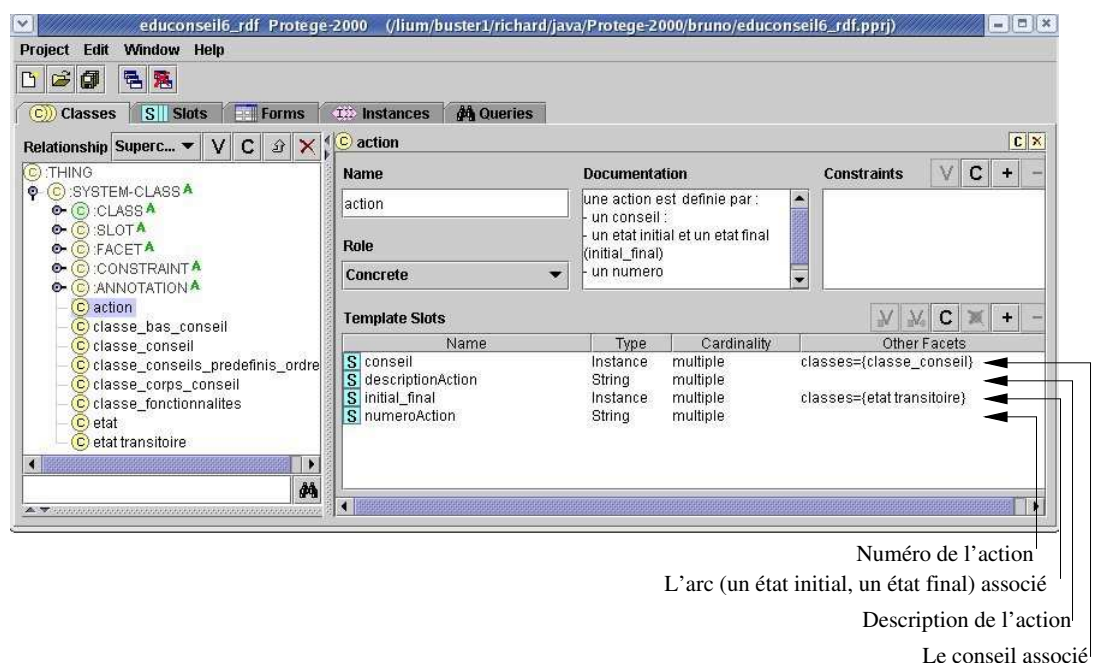 educonseil6_rdf Protege-2000 (/lium/buster1/richard/java/Protege-2000/bruno/educonseil6_rdf.pprj)
Project Edit Window Help
C Classes S Slots Forms Instances Queries
Relationship Superc... V C
C :THING
C :SYSTEM-CLASS A
C :CLASS A
C :SLOT A
C :FACET A
C :CONSTRAINT A
C :ANNOTATION A
C action
C classe_bas_conseil
C classe_conseil
C classe_conseils_predefinis_ordre
C classe_corps_conseil
C classe_fonctionnalites
C etat
C etat transitoire
C action C x
Name
action
Role
Concrete
Documentation
une action est definie par :
- un conseil :
- un etat initial et un etat final
(initial_final)
- un numero
Constraints V C + -
Template Slots C + -
Name Type Cardinality Other Facets
S conseil Instance multiple classes={classe_conseil}
S descriptionAction String multiple
S initial_final Instance multiple classes={etat transitoire}
S numeroAction String multiple
Numéro de l'action
L'arc (un état initial, un état final) associé
Description de l'action
Le conseil associé